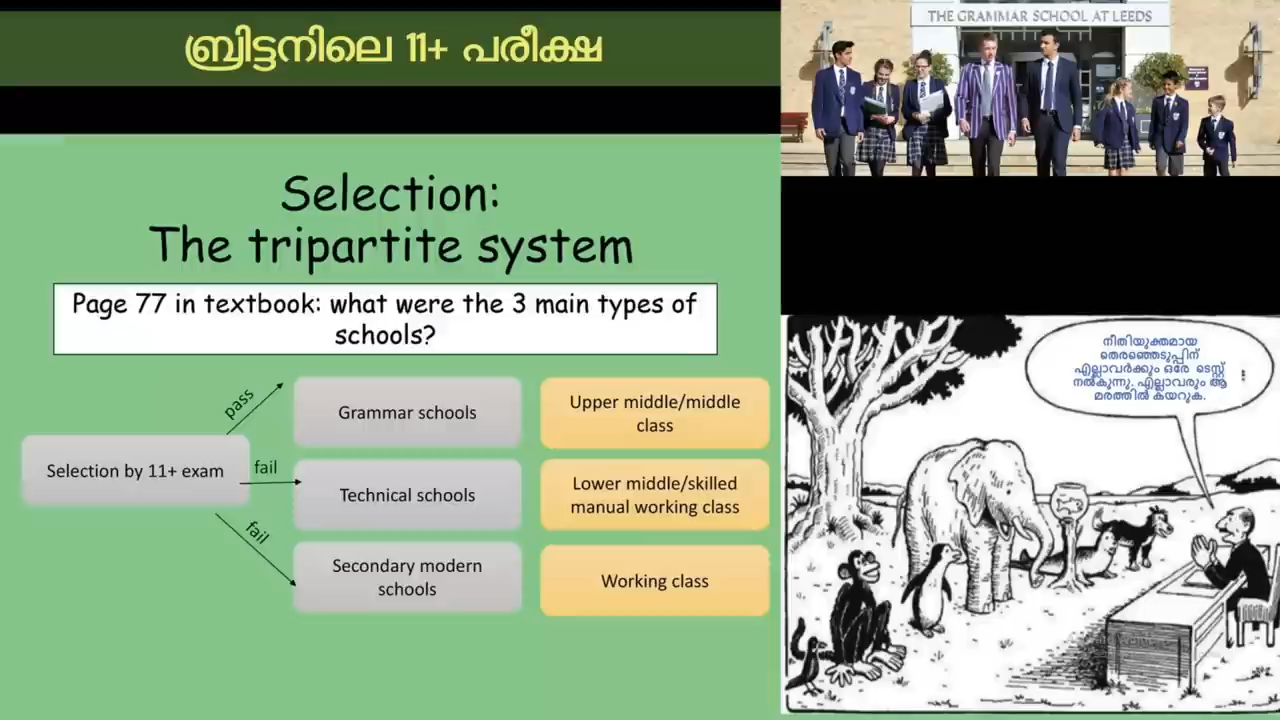 ബ്രിട്ടനിലെ 11+ പരീക്ഷ
THE GRAMMAR SCHOOL AT LEEDS
Selection:
The tripartite system
Page 77 in textbook: what were the 3 main types of
schools?
Selection by 11+ exam
pass
fail
fail
Grammar schools
Upper middle/middle
class
Technical schools
Lower middle/skilled
manual working class
Secondary modern
schools
Working class
നീതിയുക്തമായ
തെരഞ്ഞെടുപ്പിന്
എല്ലാവർക്കും ഒരേ ടെസ്റ്റ്
നൽകുന്നു. എല്ലാവരും ആ
മരത്തിൽ കയറുക.